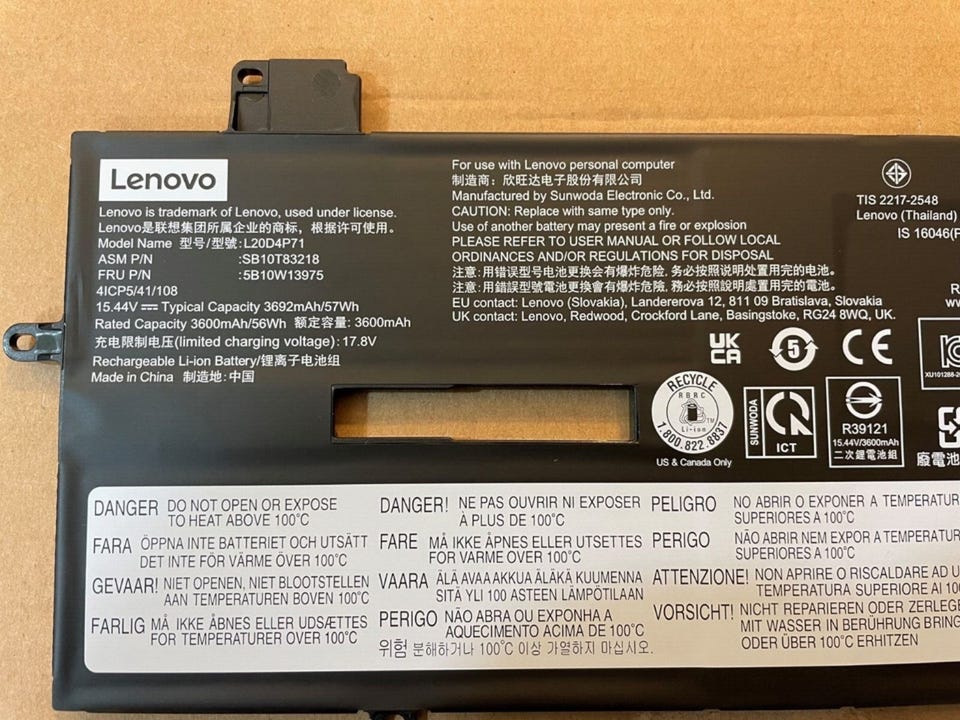 Lenovo
Lenovo is trademark of Lenovo, used under license.
Lenovo是联想集团所属企业的商标，根据许可使用。
Model Name 型号/型號:L20D4P71
ASM P/N :SB10T83218
FRU P/N :5B10W13975
4ICP5/41/108
15.44V⎓ Typical Capacity 3692mAh/57Wh
Rated Capacity 3600mAh/56Wh 额定容量: 3600mAh
充电限制电压(limited charging voltage): 17.8V
Rechargeable Li-ion Battery/锂离子电池组
Made in China 制造地: 中国
For use with Lenovo personal computer
制造商：欣旺达电子股份有限公司
Manufactured by Sunwoda Electronic Co., Ltd.
CAUTION: Replace with same type only.
Use of another battery may present a fire or explosion
PLEASE REFER TO USER MANUAL OR FOLLOW LOCAL
ORDINANCES AND/OR REGULATIONS FOR DISPOSAL
注意: 用错误型号电池更换会有爆炸危险, 务必按照说明处置用完的电池。
注意: 用錯誤型號電池更換會有爆炸危險, 務必按照說明處置用完的電池。
EU contact: Lenovo (Slovakia), Landererova 12, 811 09 Bratislava, Slovakia
UK contact: Lenovo, Redwood, Crockford Lane, Basingstoke, RG24 8WQ, UK.
TIS 2217-2548
Lenovo (Thailand)
IS 16046(P
R
ww
UK
CA
5
CE
XU10128B-20
RECYCLE
RBRC
TM
Li-ion
1.800.822.8837
US & Canada Only
SUNWODA
ICT
R39121
15.44V/3600mAh
二次鋰電池組
廢電池
DANGER DO NOT OPEN OR EXPOSE
TO HEAT ABOVE 100°C
FARA ÖPPNA INTE BATTERIET OCH UTSÄTT
DET INTE FÖR VÄRME ÖVER 100°C
GEVAAR! NIET OPENEN, NIET BLOOTSTELLEN
AAN TEMPERATUREN BOVEN 100°C
FARLIG MÅ IKKE ÅBNES ELLER UDSÆTTES
FOR TEMPERATURER OVER 100°C
DANGER! NE PAS OUVRIR NI EXPOSER
À PLUS DE 100°C
FARE MÅ IKKE ÅPNES ELLER UTSETTES
FOR VARME OVER 100°C
VAARA ÄLÄ AVAA AKKUA ÄLÄKÄ KUUMENNA
SITÄ YLI 100 ASTEEN LÄMPÖTILAAN
PERIGO NÃO ABRA OU EXPONHA A
AQUECIMENTO ACIMA DE 100°C
위험 분해하거나 100°C 이상 가열하지 마십시오.
PELIGRO NO ABRIR O EXPONER A TEMPERATUR
SUPERIORES A 100°C
PERIGO NÃO ABRIR NEM EXPOR A TEMPERATUR
SUPERIORES A 100°C
ATTENZIONE! NON APRIRE O RISCALDARE AD U
TEMPERATURA SUPERIORE AI 100
VORSICHT! NICHT REPARIEREN ODER ZERLEGE
MIT WASSER IN BERÜHRUNG BRING
ODER ÜBER 100°C ERHITZEN